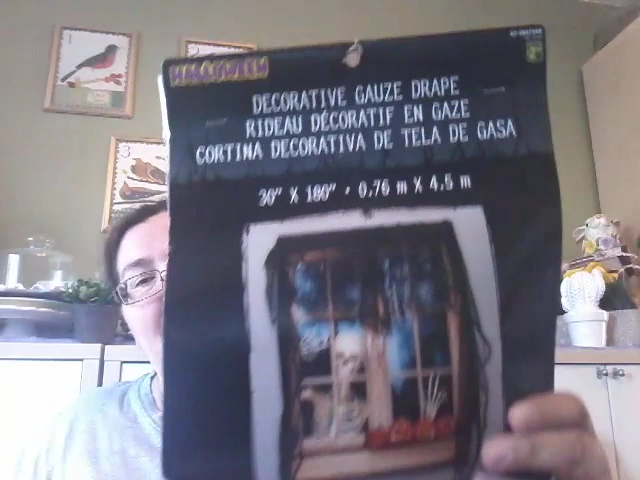 HALLOWEEN
DECORATIVE GAUZE DRAPE
RIDEAU DÉCORATIF EN GAZE
CORTINA DECORATIVA DE TELA DE GASA
30" X 180" • 0,76 m X 4,5 m